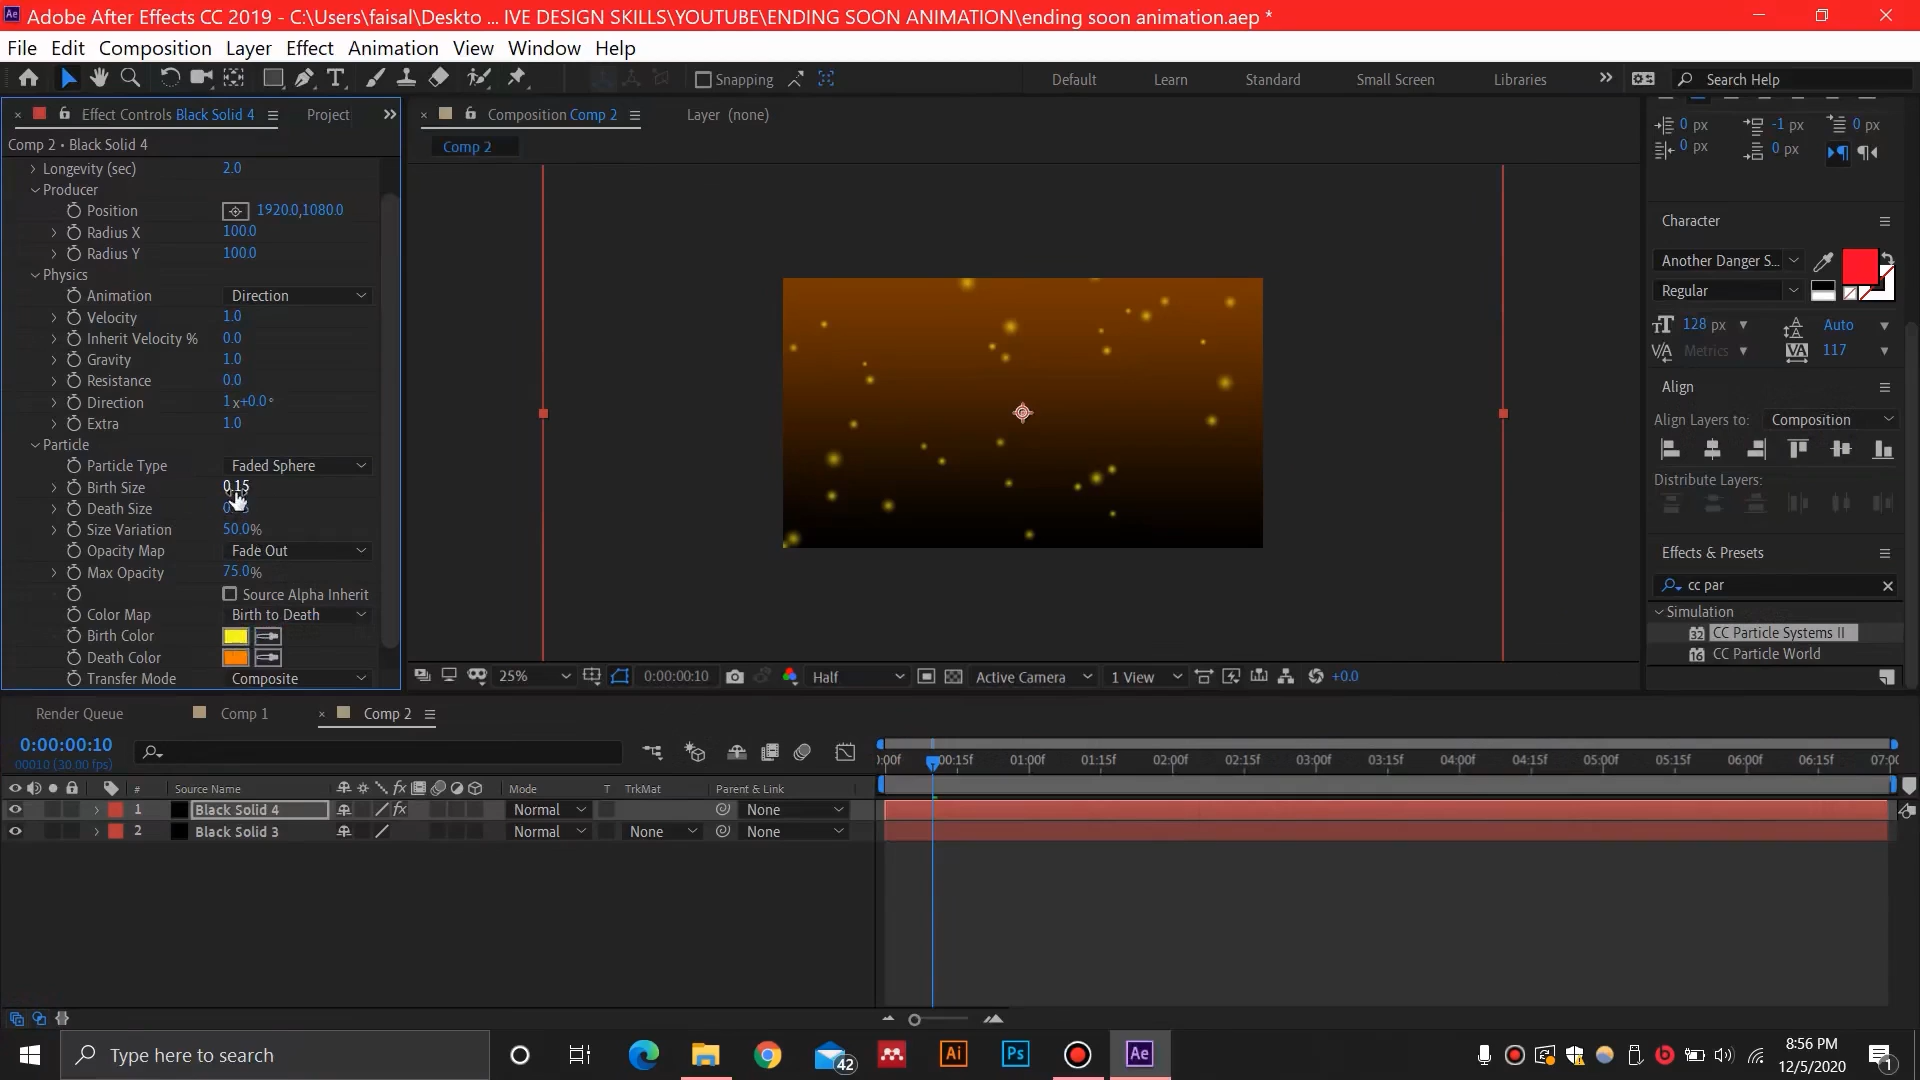 Adobe After Effects CC 2019 - C:\Users\faisal\Deskto ... IVE DESIGN SKILLS\YOUTUBE\ENDING SOON ANIMATION\ending soon animation.aep *
File Edit Composition Layer Effect Animation View Window Help
Snapping Default Learn Standard Small Screen Libraries Search Help
Effect Controls Black Solid 4 Project
Composition Comp 2 Layer (none)
Comp 2 • Black Solid 4
Comp 2
Longevity (sec) 2.0
Producer
Position 1920.0,1080.0
Radius X 100.0
Radius Y 100.0
Physics
Animation Direction
Velocity 1.0
Inherit Velocity % 0.0
Gravity 1.0
Resistance 0.0
Direction 1x+0.0°
Extra 1.0
Particle
Particle Type Faded Sphere
Birth Size 0.15
Death Size
Size Variation 50.0%
Opacity Map Fade Out
Max Opacity 75.0%
Source Alpha Inherit
Color Map Birth to Death
Birth Color
Death Color
Transfer Mode Composite
25% 0:00:00:10 Half Active Camera 1 View +0.0
0 px -1 px 0 px
0 px 0 px
Character
Another Danger S...
Regular
128 px Auto
Metrics 117
Align
Align Layers to: Composition
Distribute Layers:
Effects & Presets
cc par
Simulation
32 CC Particle Systems II
16 CC Particle World
Render Queue Comp 1 Comp 2
0:00:00:10
00010 (30.00 fps)
:00f 00:15f 01:00f 01:15f 02:00f 02:15f 03:00f 03:15f 04:00f 04:15f 05:00f 05:15f 06:00f 06:15f 07:00
# Source Name Mode T TrkMat Parent & Link
1 Black Solid 4 fx Normal None
2 Black Solid 3 Normal None None
Type here to search
42
Ai
Ps
Ae
8:56 PM
12/5/2020
1